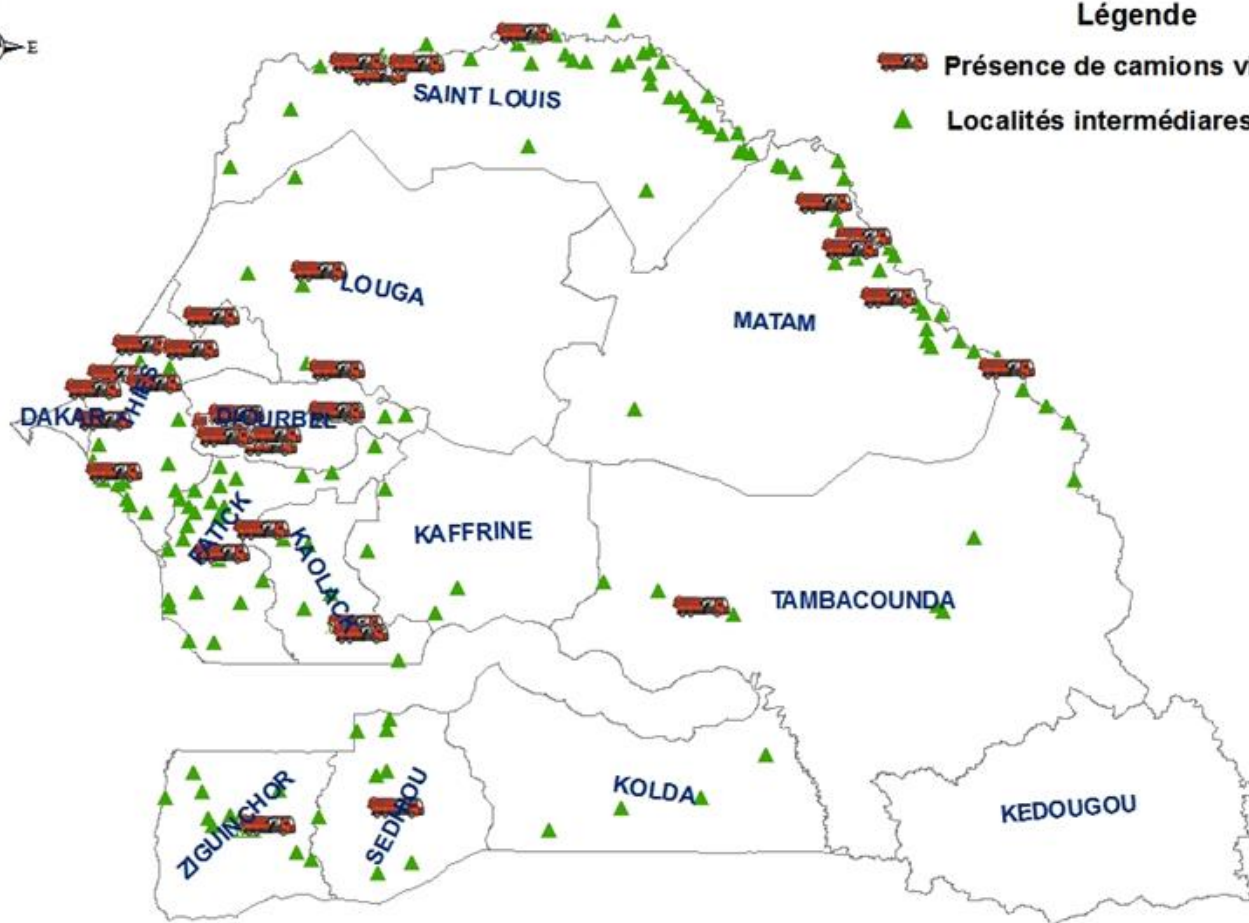 E
Légende
Présence de camions vi
Localités intermédiares
SAINT LOUIS
LOUGA
MATAM
THIES
DAKAR
DIOURBEL
FATICK
KAOLACK
KAFFRINE
TAMBACOUNDA
ZIGUINCHOR
SEDHIOU
KOLDA
KEDOUGOU